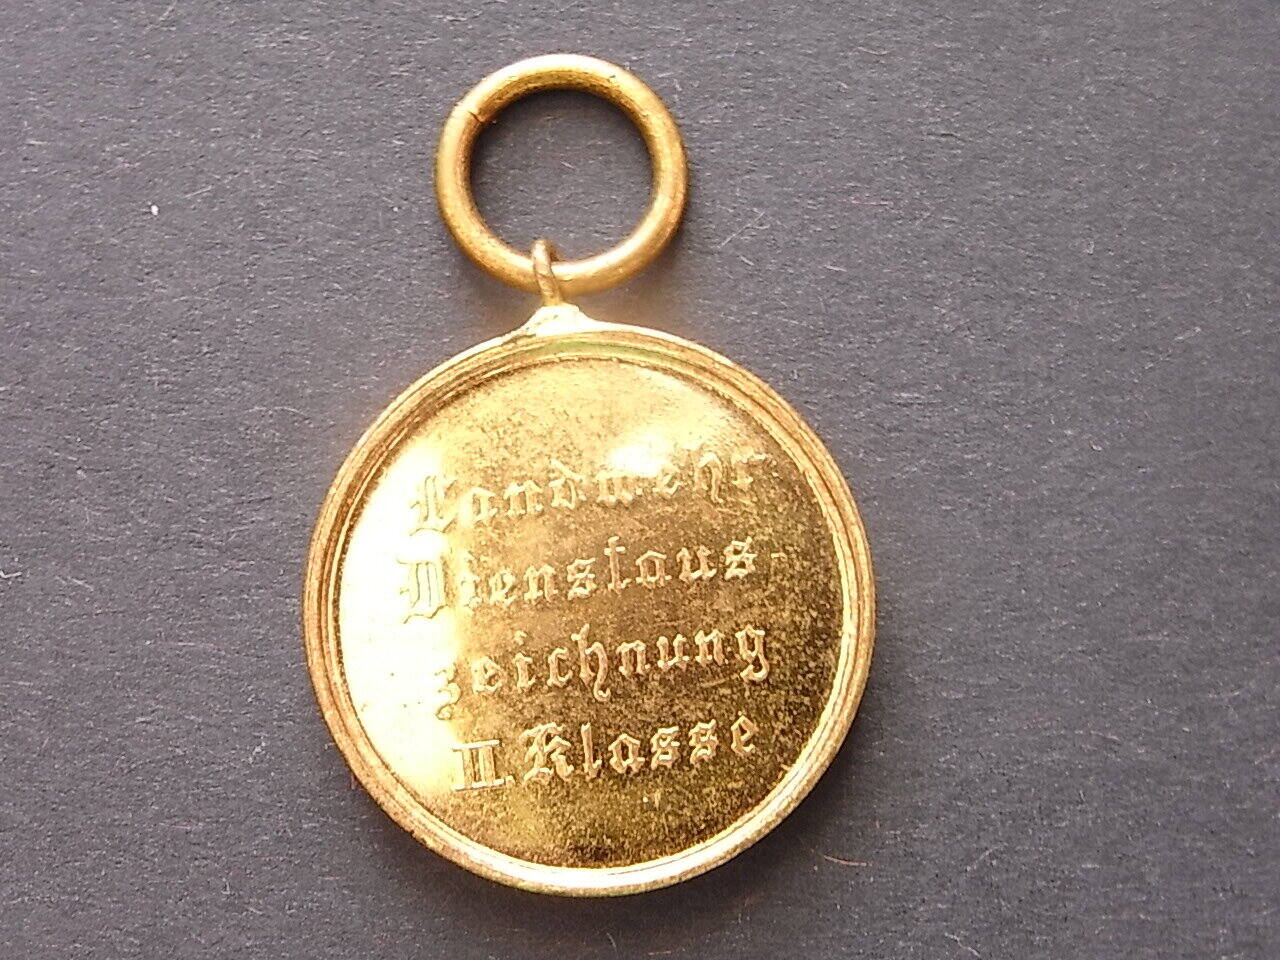 Landwehr
Dienstaus-
zeichnung
II. Klasse